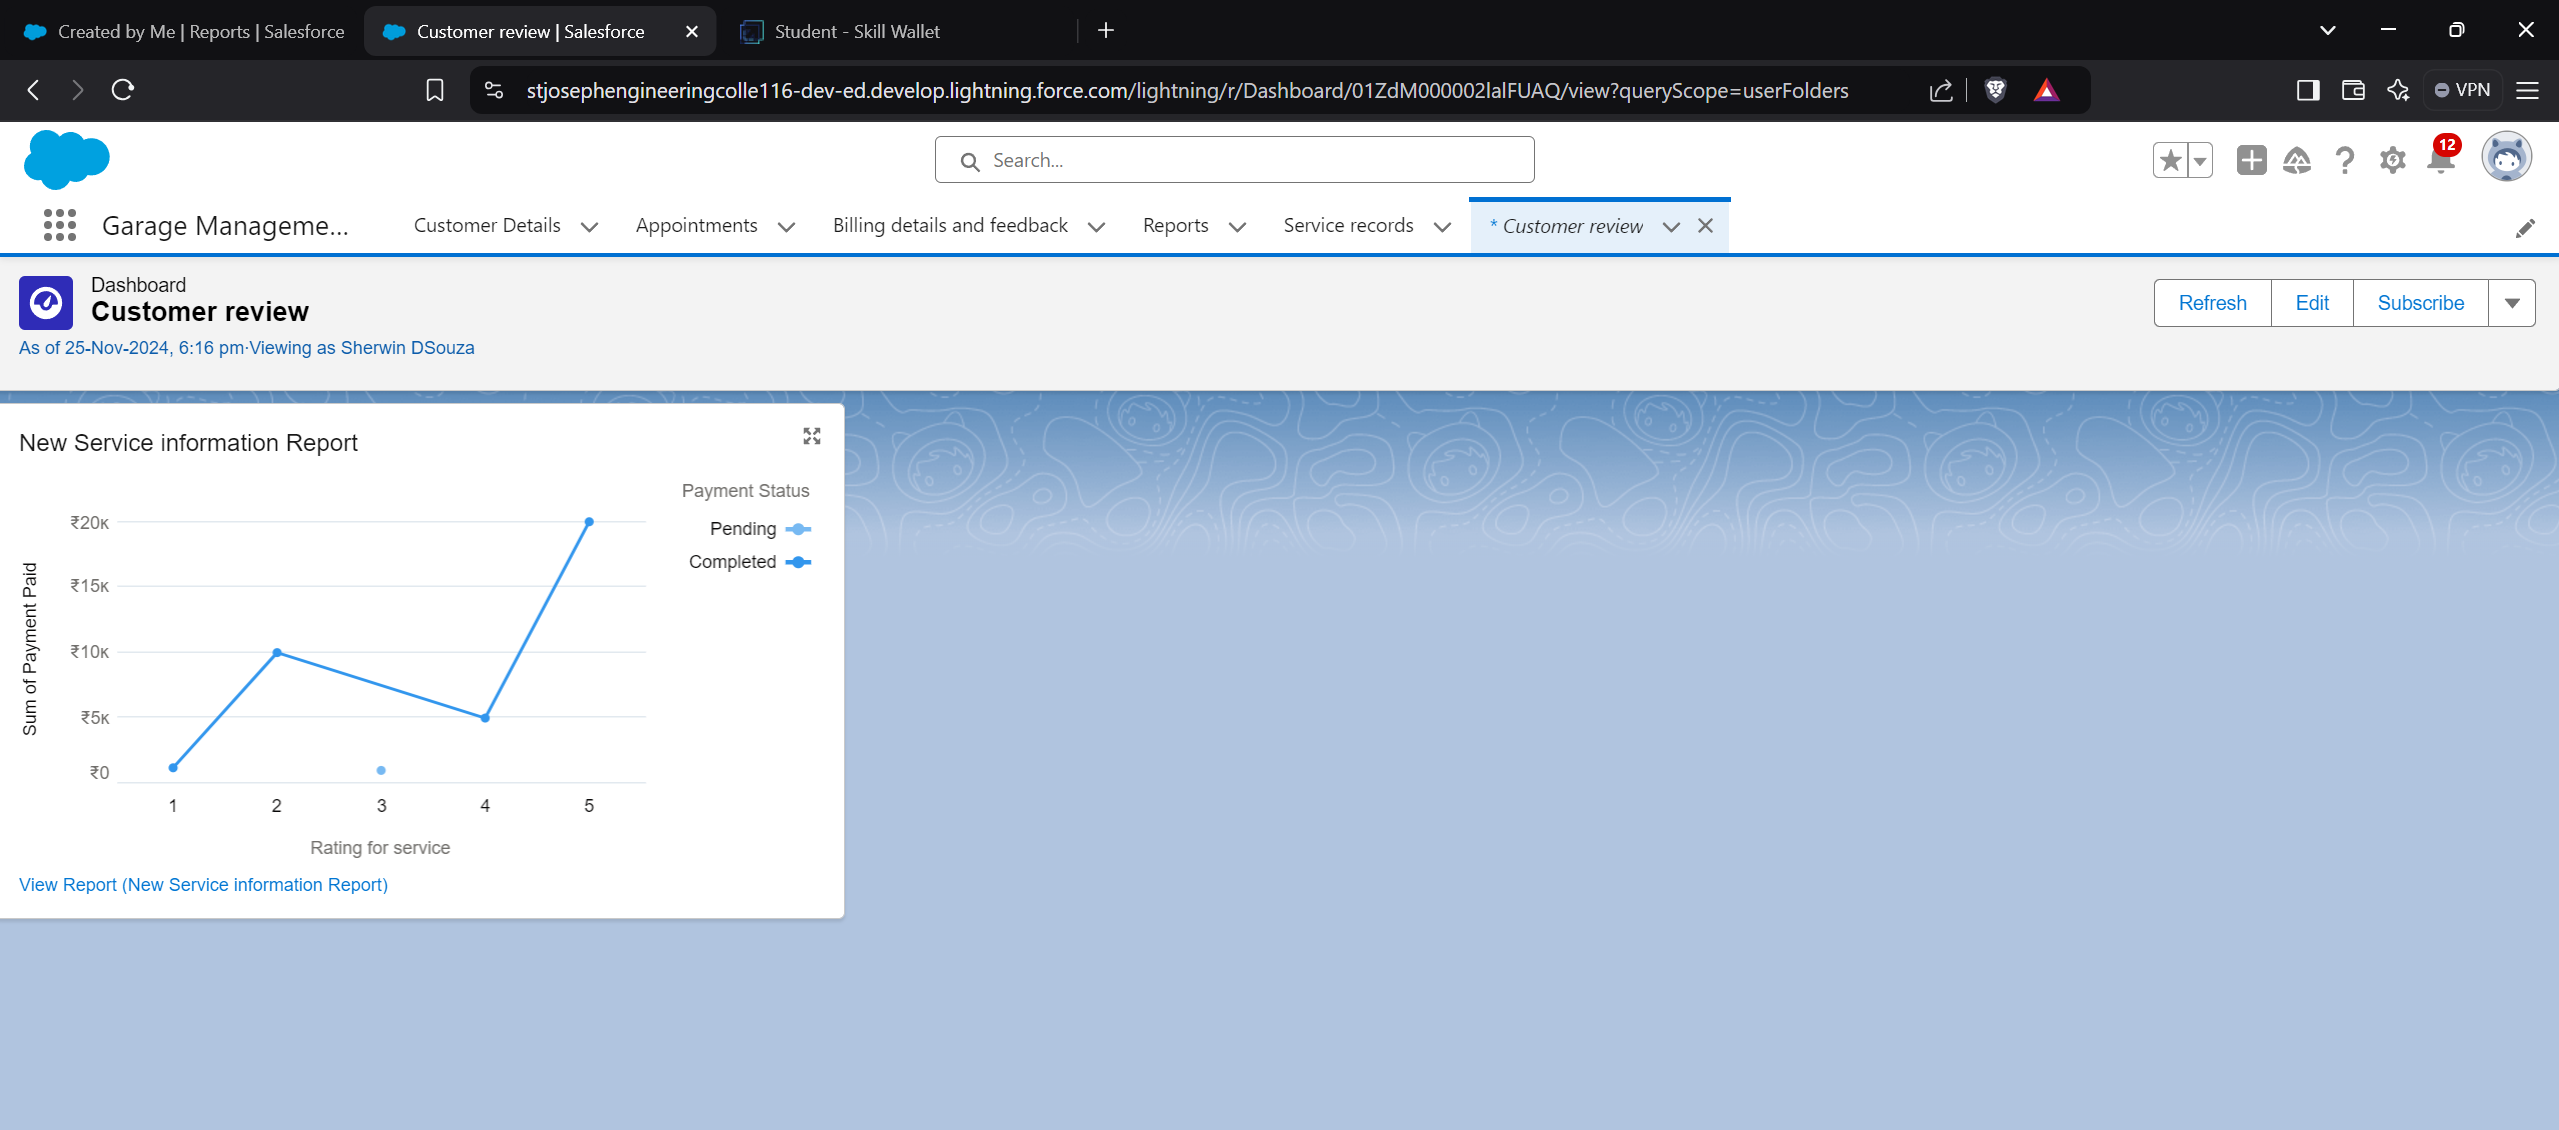 Created by Me | Reports | Salesforce
Customer review | Salesforce
Student - Skill Wallet
stjosephengineeringcolle116-dev-ed.develop.lightning.force.com/lightning/r/Dashboard/01ZdM000002lalFUAQ/view?queryScope=userFolders
VPN
Search...
12
Garage Manageme...
Customer Details
Appointments
Billing details and feedback
Reports
Service records
* Customer review
Dashboard
Customer review
As of 25-Nov-2024, 6:16 pm·Viewing as Sherwin DSouza
Refresh
Edit
Subscribe
New Service information Report
Payment Status
Pending
Completed
Sum of Payment Paid
₹20K
₹15K
₹10K
₹5K
₹0
1 2 3 4 5
Rating for service
View Report (New Service information Report)